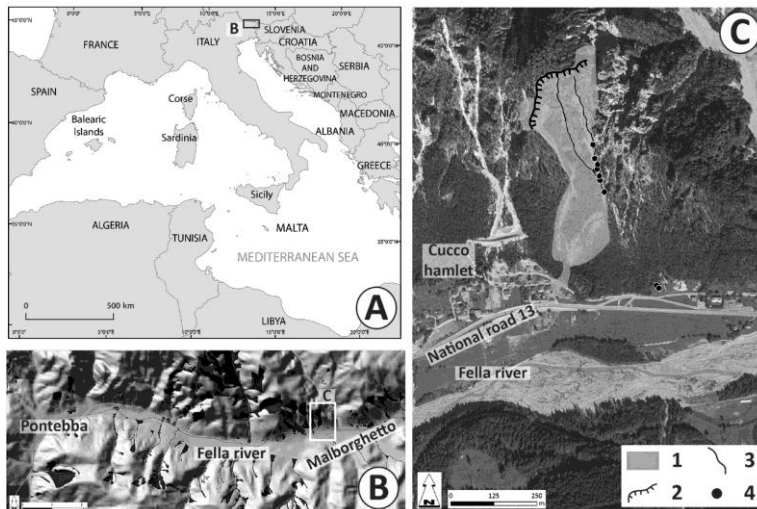 B
FRANCE
ITALY
SLOVENIA
CROATIA
BOSNIA
AND
HERZEGOVINA
SERBIA
MONTENEGRO
MACEDONIA
ALBANIA
GREECE
SPAIN
Corse
Balearic
Islands
Sardinia
Sicily
ALGERIA
TUNISIA
MALTA
MEDITERRANEAN SEA
LIBYA
0
500 km
A
Pontebba
Fella river
Malborghetto
C
B
C
Cucco
hamlet
National road 13
Fella river
N
0 125 250
m
1
2
3
4